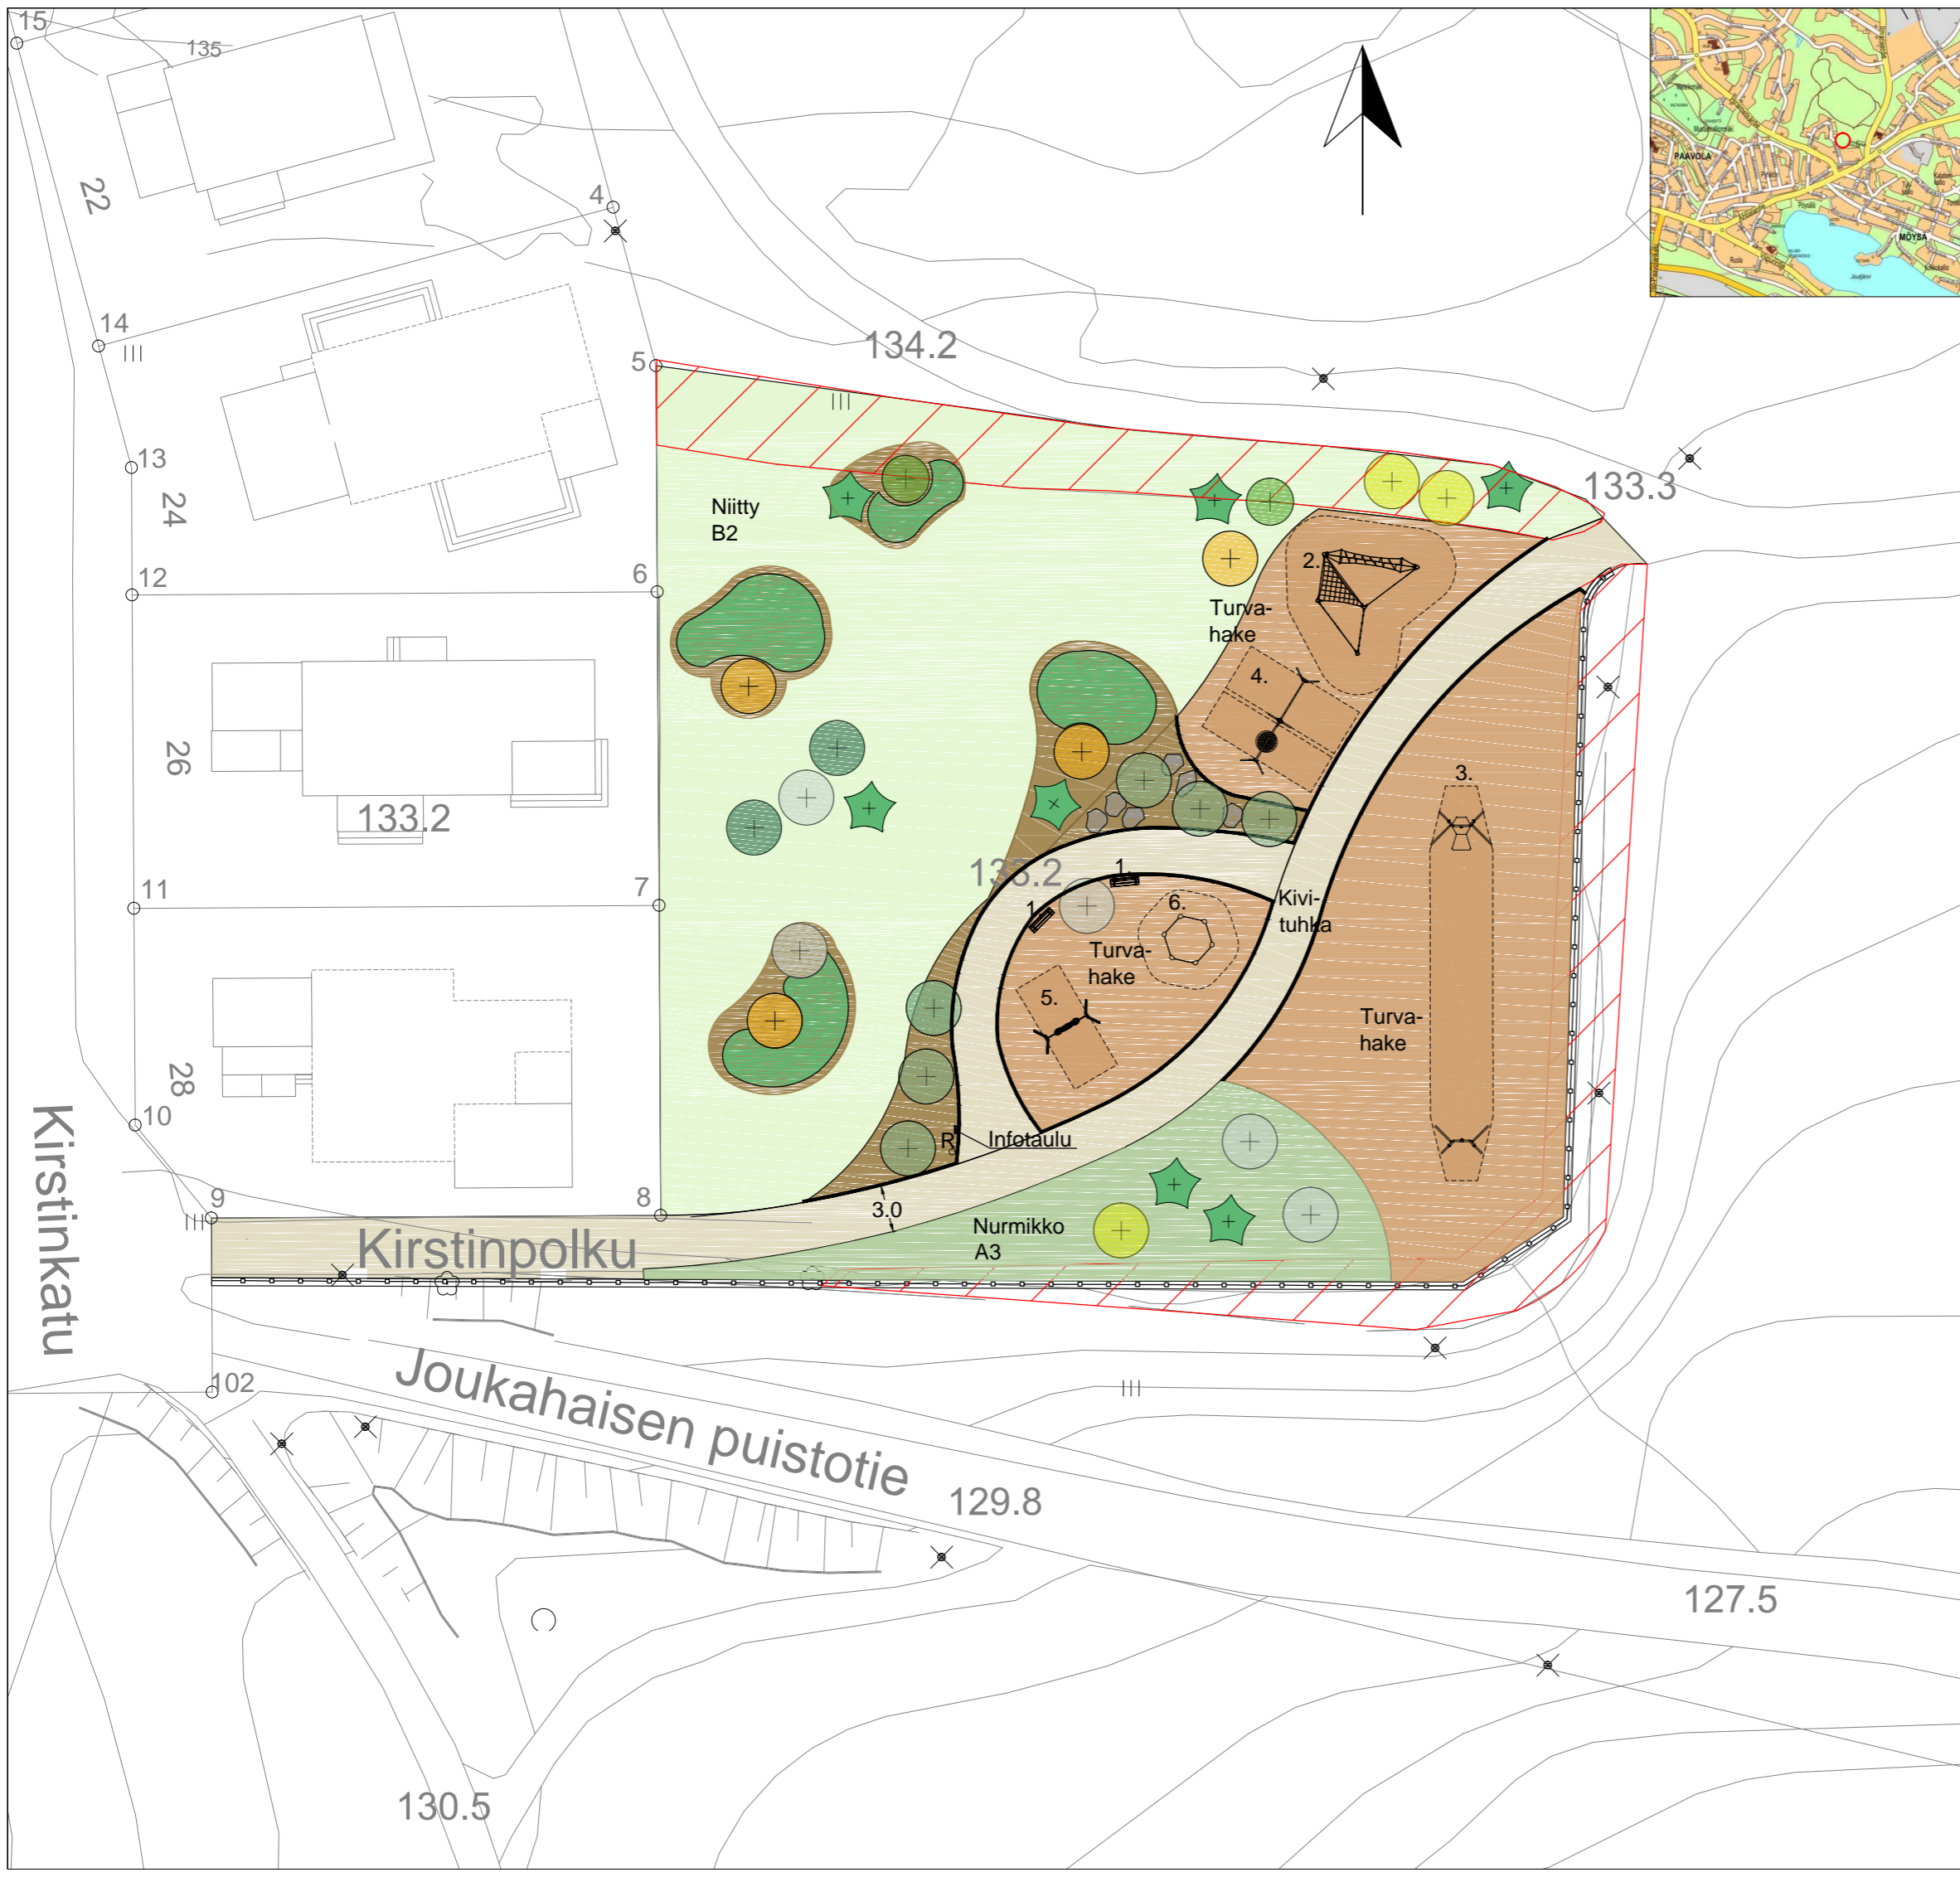 15
135
22
4
14
5
134.2
13
24
133.3
Niitty
B2
2.
12
6
Turva-
hake
4.
26
3.
133.2
133.2
1.
11
7
Kivi-
tuhka
6.
1.
Turva-
hake
5.
Turva-
hake
28
10
Kirstinkatu
R
Infotaulu
9
8
3.0
Nurmikko
A3
Kirstinpolku
102
Joukahaisen puistotie
129.8
127.5
130.5
PAAVOLA
MÖYSÄ
Joutjärvi